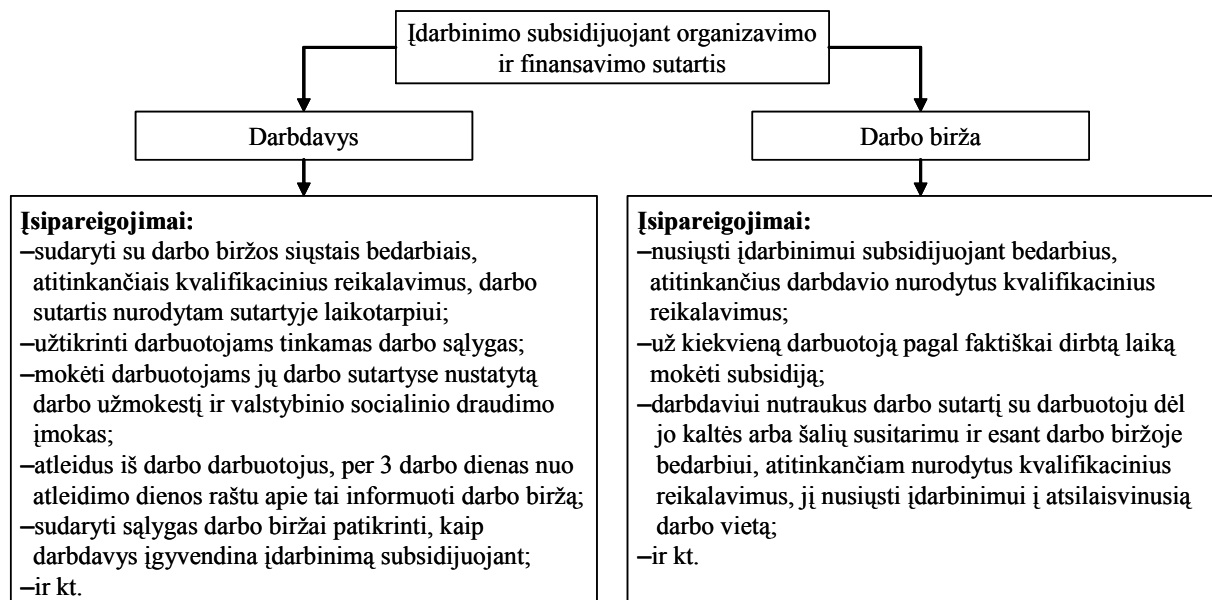 Įdarbinimo subsidijuojant organizavimo
ir finansavimo sutartis
Darbdavys
Darbo birža
Įsipareigojimai:
–sudaryti su darbo biržos siųstais bedarbiais,
atitinkančiais kvalifikacinius reikalavimus, darbo
sutartis nurodytam sutartyje laikotarpiui;
–užtikrinti darbuotojams tinkamas darbo sąlygas;
–mokėti darbuotojams jų darbo sutartyse nustatytą
darbo užmokestį ir valstybinio socialinio draudimo
įmokas;
–atleidus iš darbo darbuotojus, per 3 darbo dienas nuo
atleidimo dienos raštu apie tai informuoti darbo biržą;
–sudaryti sąlygas darbo biržai patikrinti, kaip
darbdavys įgyvendina įdarbinimą subsidijuojant;
–ir kt.
Įsipareigojimai:
–nusiųsti įdarbinimui subsidijuojant bedarbius,
atitinkančius darbdavio nurodytus kvalifikacinius
reikalavimus;
–už kiekvieną darbuotoją pagal faktiškai dirbtą laiką
mokėti subsidiją;
–darbdaviui nutraukus darbo sutartį su darbuotoju dėl
jo kaltės arba šalių susitarimu ir esant darbo biržoje
bedarbiui, atitinkančiam nurodytus kvalifikacinius
reikalavimus, jį nusiųsti įdarbinimui į atsilaisvinusią
darbo vietą;
–ir kt.